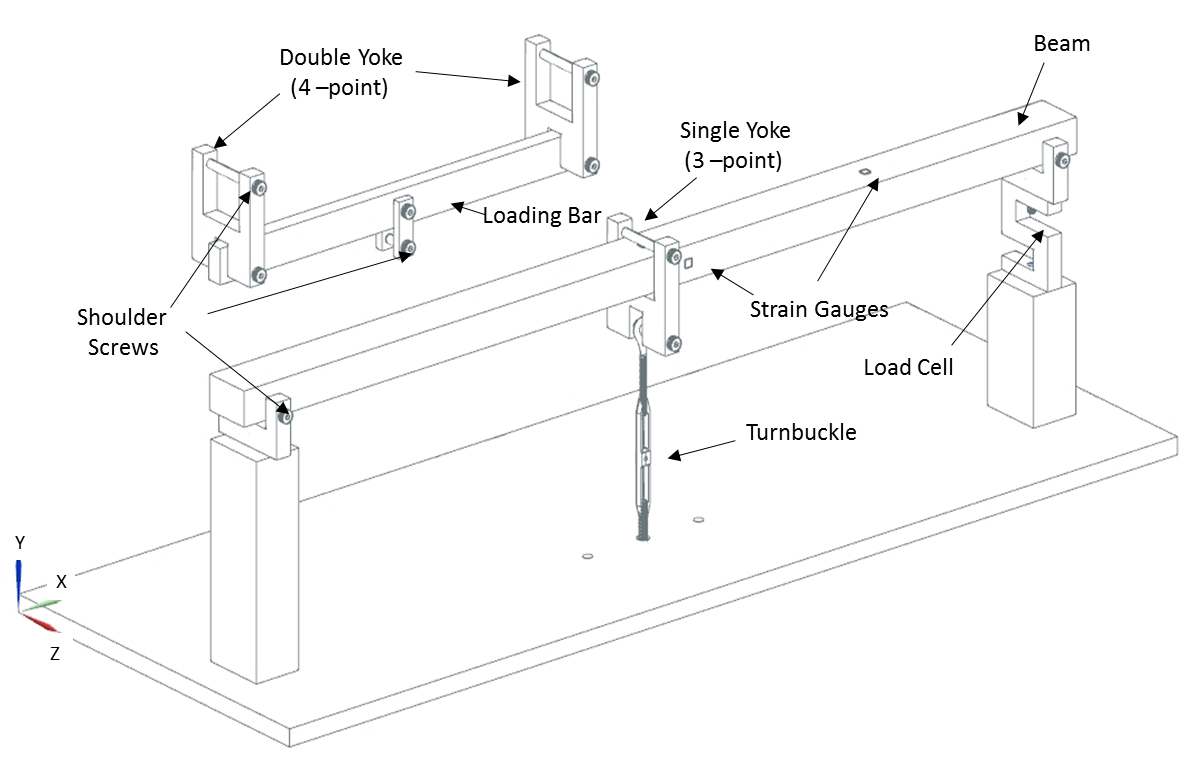 Double Yoke
(4 –point)
Beam
Single Yoke
(3 –point)
Loading Bar
Strain Gauges
Shoulder
Screws
Load Cell
Turnbuckle
Y
X
Z